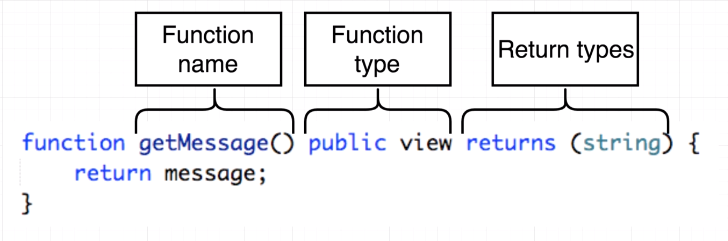 Function
name
Function
type
Return types
function getMessage() public view returns (string) {
return message;
}